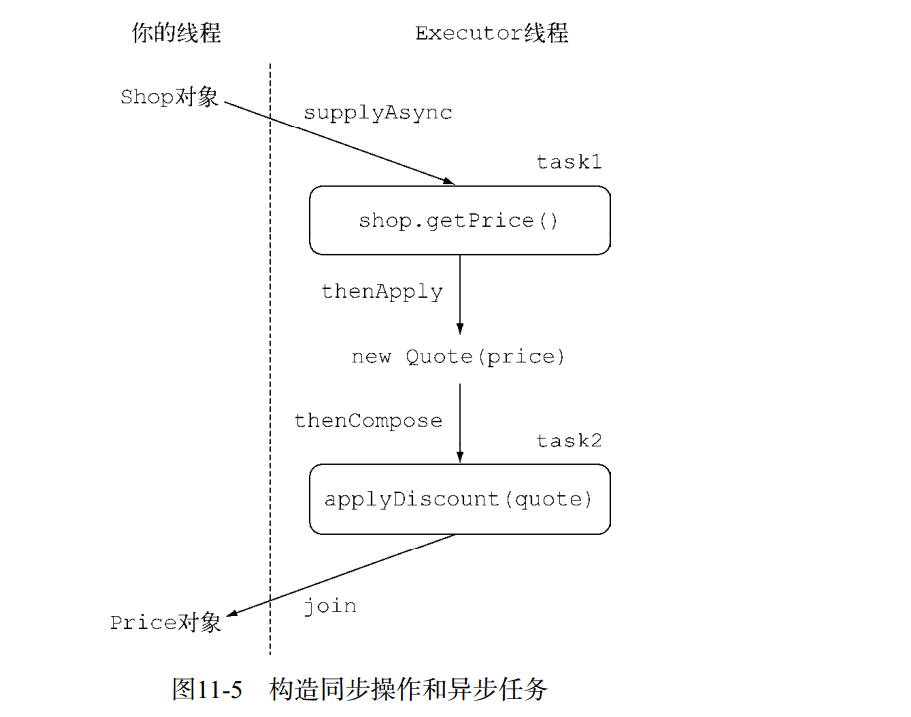 你的线程
Executor线程
Shop对象
supplyAsync
task1
shop.getPrice()
thenApply
new Quote(price)
thenCompose
task2
applyDiscount(quote)
join
Price对象
图11-5 构造同步操作和异步任务